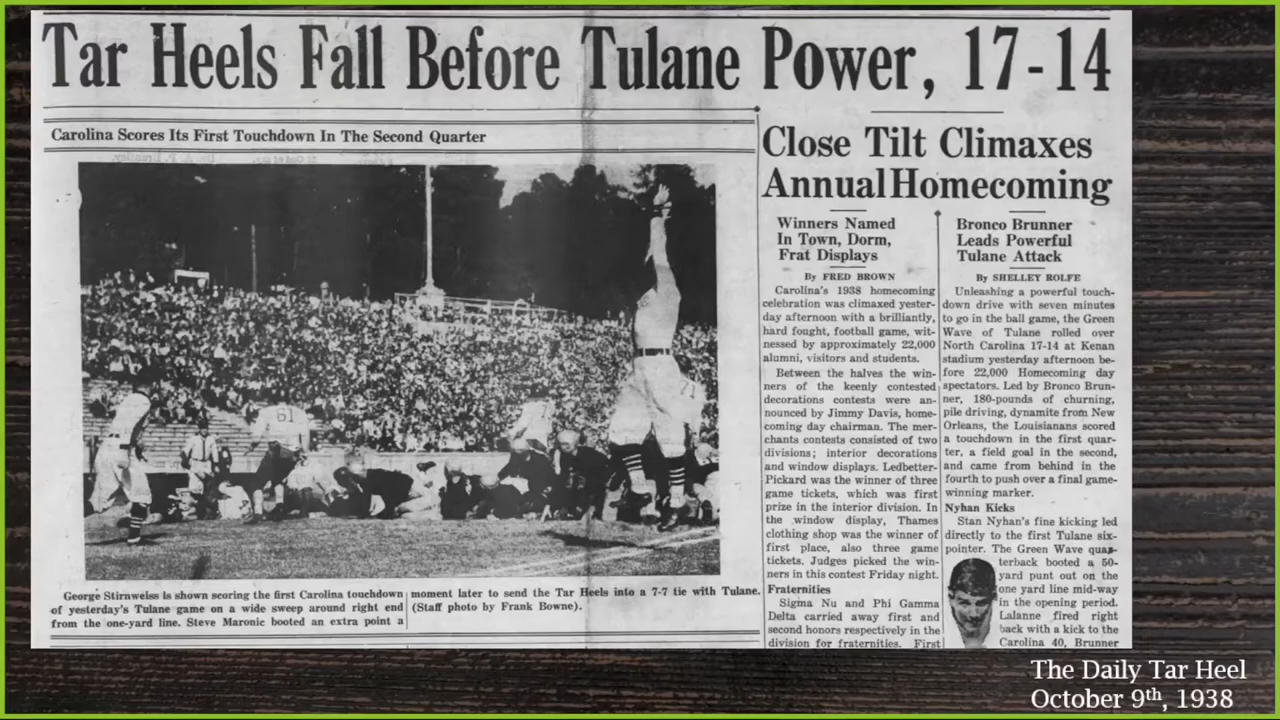 Tar Heels Fall Before Tulane Power, 17-14
Carolina Scores Its First Touchdown In The Second Quarter
61
George Stirnweiss is shown scoring the first Carolina touchdown
of yesterday's Tulane game on a wide sweep around right end
from the one-yard line. Steve Maronic booted an extra point a
moment later to send the Tar Heels into a 7-7 tie with Tulane.
(Staff photo by Frank Bowne).
Close Tilt Climaxes
Annual Homecoming
Winners Named
In Town, Dorm,
Frat Displays
By FRED BROWN
Carolina's 1938 homecoming
celebration was climaxed yester-
day afternoon with a brilliantly,
hard fought, football game, wit-
nessed by approximately 22,000
alumni, visitors and students.
Between the halves the win-
ners of the keenly contested
decorations contests were an-
nounced by Jimmy Davis, home-
coming day chairman. The mer-
chants contests consisted of two
divisions; interior decorations
and window displays. Ledbetter-
Pickard was the winner of three
game tickets, which was first
prize in the interior division. In
the window display, Thames
clothing shop was the winner of
first place, also three game
tickets. Judges picked the win-
ners in this contest Friday night.
Fraternities
Sigma Nu and Phi Gamma
Delta carried away first and
second honors respectively in the
division for fraternities. First
Bronco Brunner
Leads Powerful
Tulane Attack
By SHELLEY ROLFE
Unleashing a powerful touch-
down drive with seven minutes
to go in the ball game, the Green
Wave of Tulane rolled over
North Carolina 17-14 at Kenan
stadium yesterday afternoon be-
fore 22,000 Homecoming day
spectators. Led by Bronco Brun-
ner, 180-pounds of churning,
pile driving, dynamite from New
Orleans, the Louisianans scored
a touchdown in the first quar-
ter, a field goal in the second,
and came from behind in the
fourth to push over a final game-
winning marker.
Nyhan Kicks
Stan Nyhan's fine kicking led
directly to the first Tulane six-
pointer. The Green Wave quar-
terback booted a 50-
yard punt out on the
one yard line mid-way
in the opening period.
Lalanne fired right
back with a kick to the
Carolina 40, Brunner
The Daily Tar Heel
October 9th, 1938